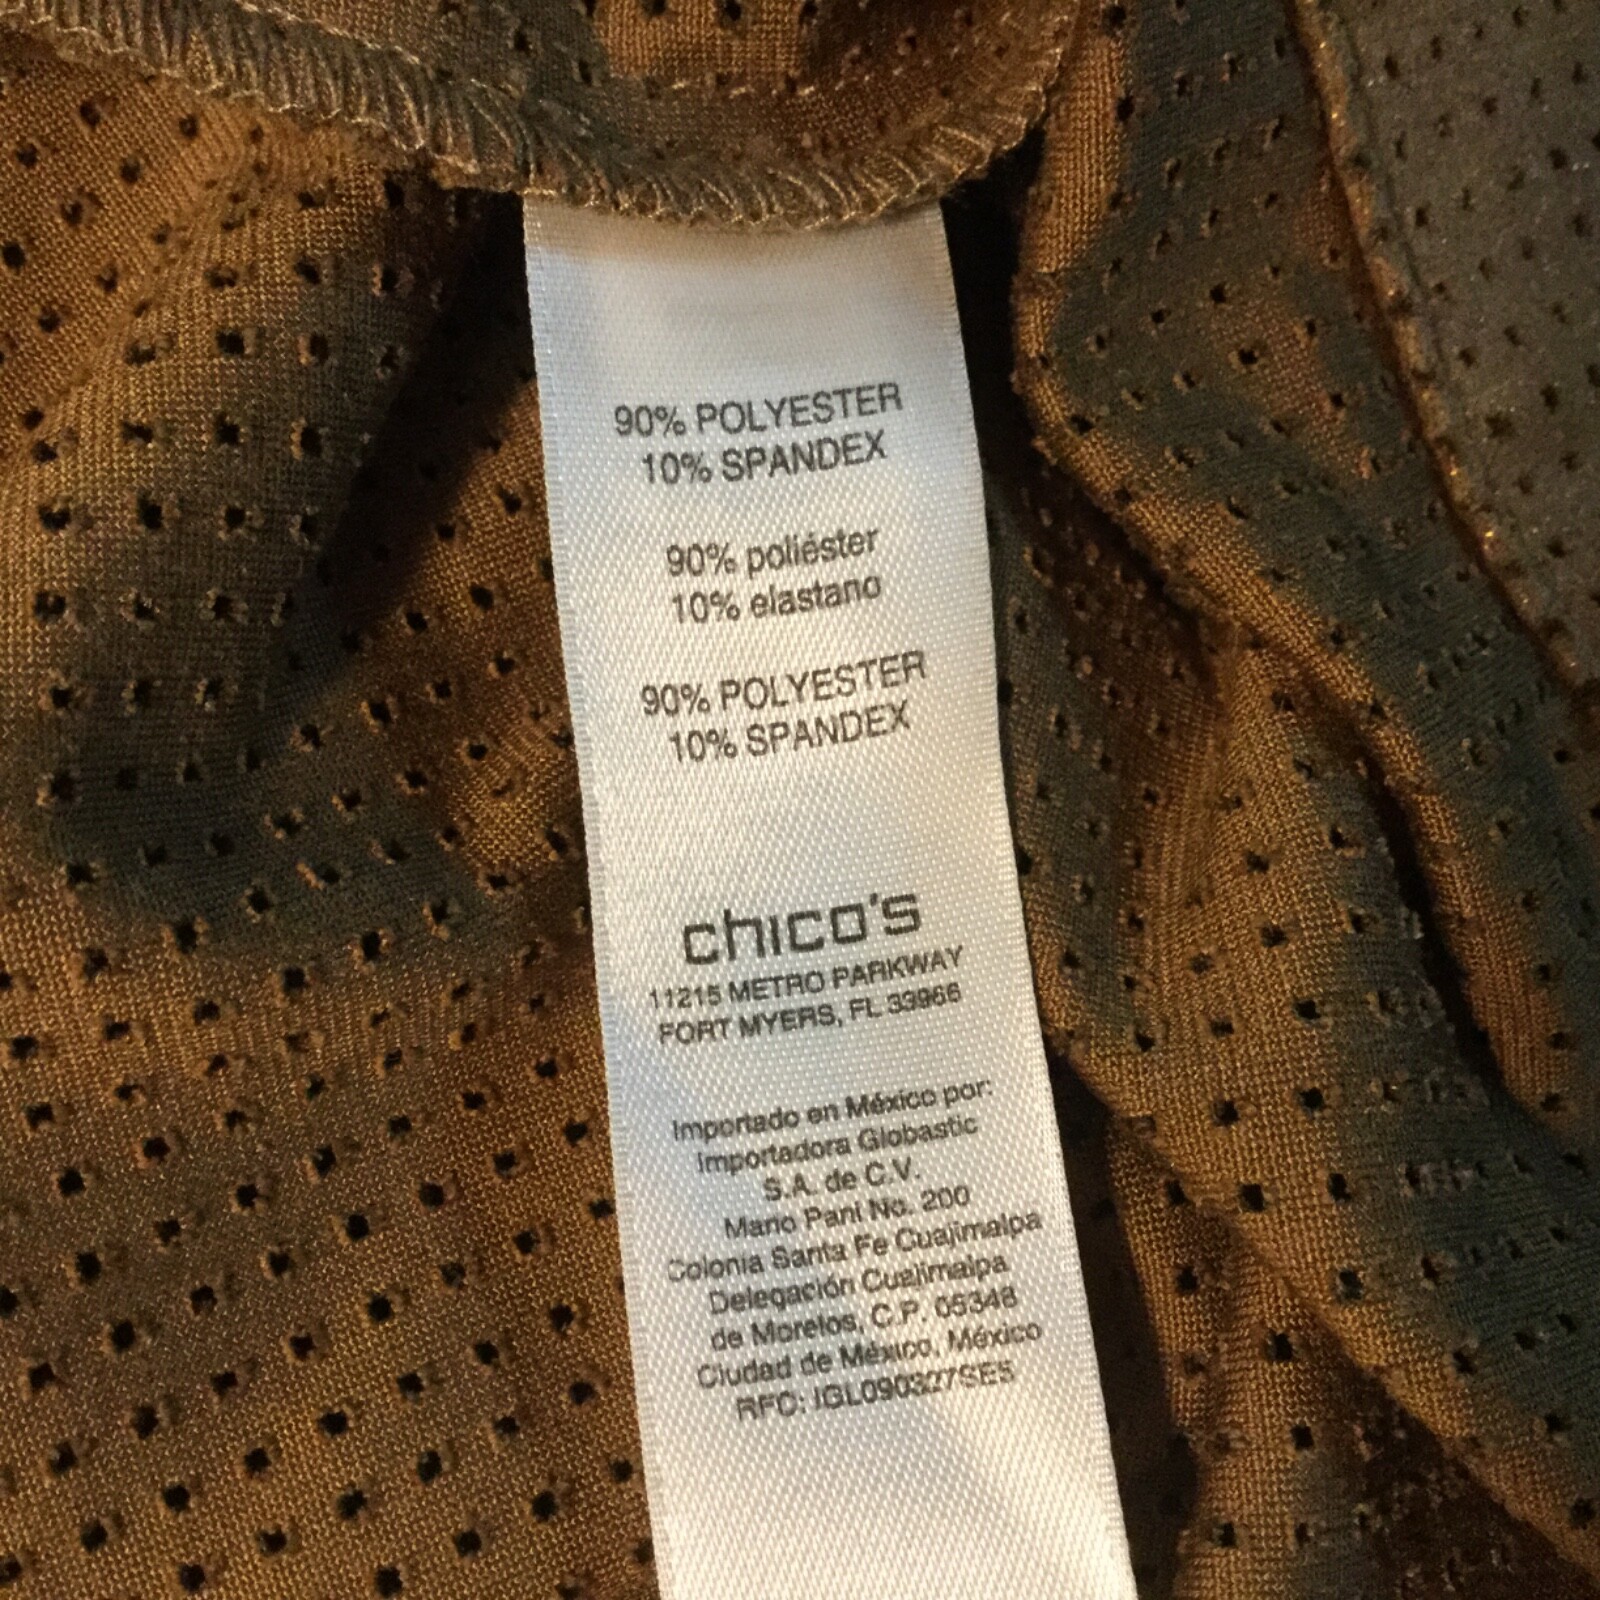 90% POLYESTER
10% SPANDEX
90% poliéster
10% elastano
90% POLYESTER
10% SPANDEX
chico's
11215 METRO PARKWAY
FORT MYERS, FL 33966
Importado en México por:
Importadora Globastic
S.A. de C.V.
Mario Pani No. 200
Colonia Santa Fe Cuajimalpa
Delegación Cuajimalpa
de Morelos, C.P. 05348
Ciudad de México, México
RFC: IGL090327SE5